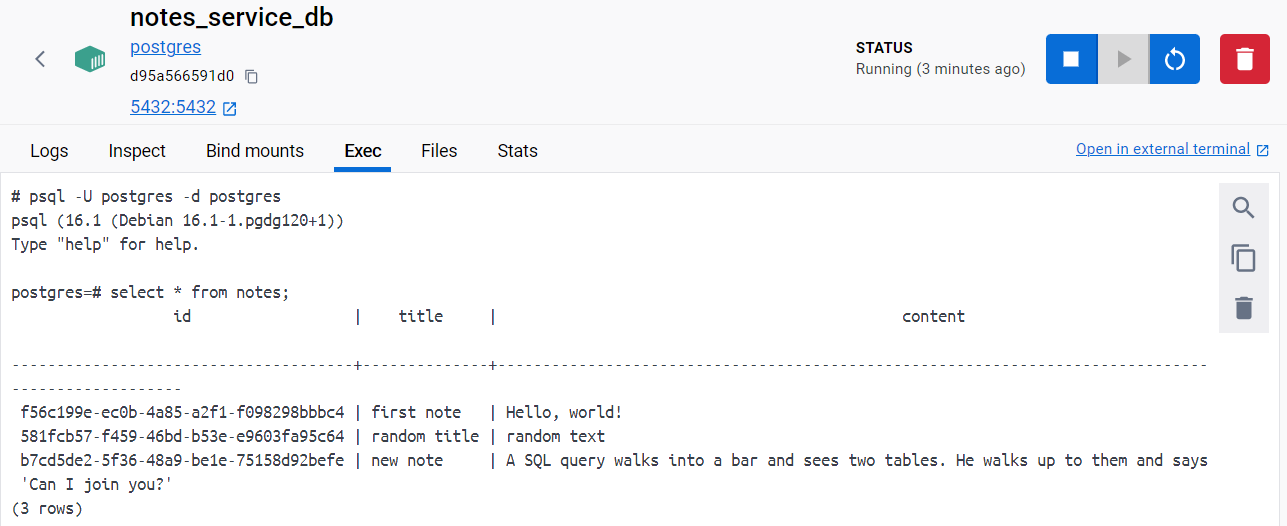 notes_service_db
postgres
d95a566591d0
5432:5432
STATUS
Running (3 minutes ago)
Logs Inspect Bind mounts Exec Files Stats Open in external terminal
# psql -U postgres -d postgres
psql (16.1 (Debian 16.1-1.pgdg120+1))
Type "help" for help.
postgres=# select * from notes;
id | title | content
------------------------------------+--------------+-------------------------------------------------------------------------------
-------------------
f56c199e-ec0b-4a85-a2f1-f098298bbbc4 | first note | Hello, world!
581fcb57-f459-46bd-b53e-e9603fa95c64 | random title | random text
b7cd5de2-5f36-48a9-be1e-75158d92befe | new note | A SQL query walks into a bar and sees two tables. He walks up to them and says
'Can I join you?'
(3 rows)